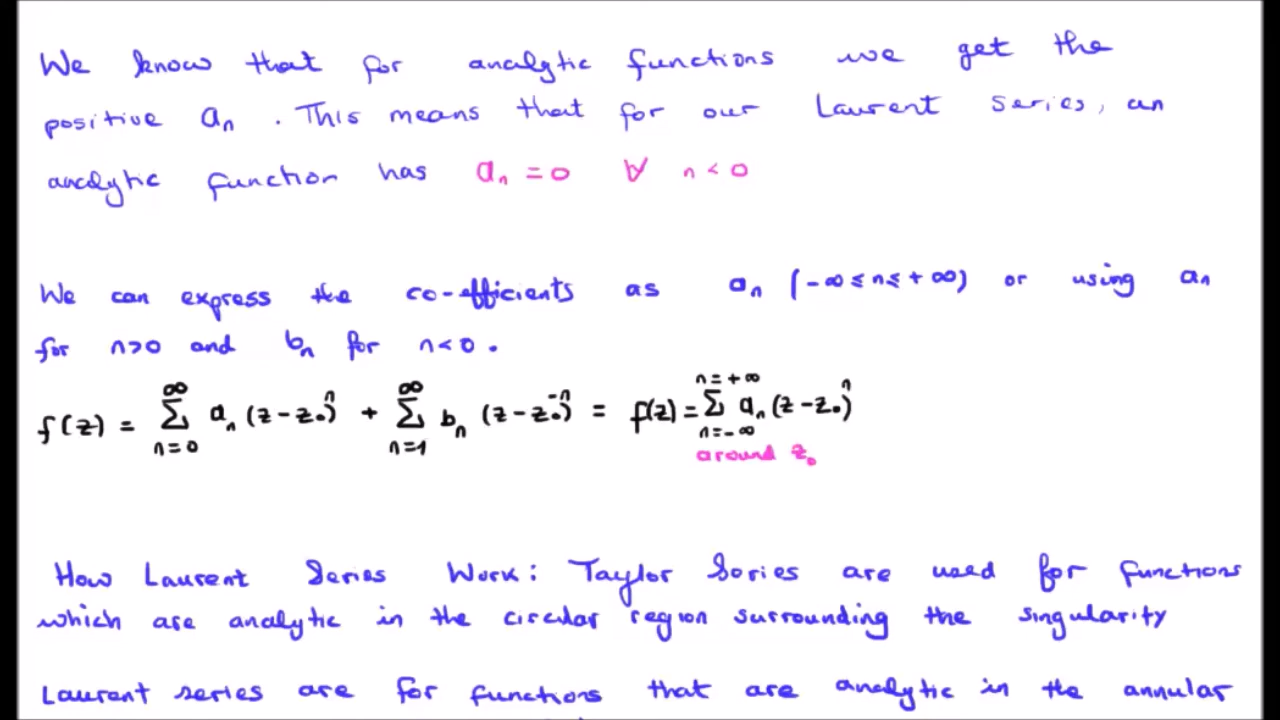 We know that for analytic functions we get the
positive aₙ . This means that for our Laurent series, an
analytic function has aₙ = 0 ∀ n < 0
We can express the co-efficients as aₙ (-∞ ≤ n ≤ +∞) or using aₙ
for n>0 and bₙ for n<0.
f(z) = ∑_{n=0}^{∞} aₙ (z-z₀)ⁿ + ∑_{n=1}^{∞} bₙ (z-z₀)⁻ⁿ = f(z) = ∑_{n=-∞}^{n=+∞} aₙ (z-z₀)ⁿ
around z₀
How Laurent Series Work: Taylor Series are used for functions
which are analytic in the circular region surrounding the singularity
Laurent series are for functions that are analytic in the annular